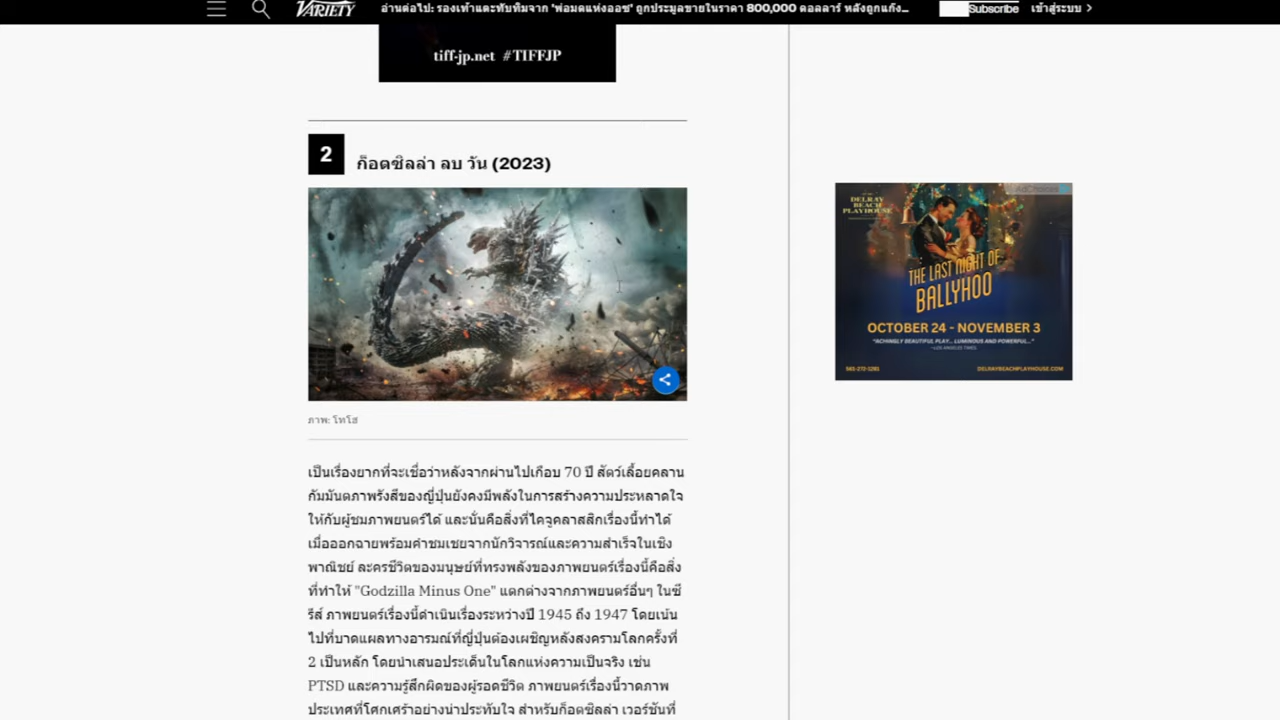 VARIETY
อ่านต่อไป: รองเท้าแตะทับทิมจาก 'พ่อมดแห่งออซ' ถูกประมูลขายในราคา 800,000 ดอลลาร์ หลังถูกแก๊ง...
Subscribe
เข้าสู่ระบบ
tiff-jp.net #TIFFJP
2
ก็อตซิลล่า ลบ วัน (2023)
ภาพ: โทโฮ
เป็นเรื่องยากที่จะเชื่อว่าหลังจากผ่านไปเกือบ 70 ปี สัตว์เลื้อยคลาน
กัมมันตภาพรังสีของญี่ปุ่นยังคงมีพลังในการสร้างความประหลาดใจ
ให้กับผู้ชมภาพยนตร์ได้ และนั่นคือสิ่งที่ไคจูคลาสสิกเรื่องนี้ทำได้
เมื่อออกฉายพร้อมคำชมเชยจากนักวิจารณ์และความสำเร็จในเชิง
พาณิชย์ ละครชีวิตของมนุษย์ที่ทรงพลังของภาพยนตร์เรื่องนี้คือสิ่ง
ที่ทำให้ "Godzilla Minus One" แตกต่างจากภาพยนตร์อื่นๆ ในซี
รีส์ ภาพยนตร์เรื่องนี้ดำเนินเรื่องระหว่างปี 1945 ถึง 1947 โดยเน้น
ไปที่บาดแผลทางอารมณ์ที่ญี่ปุ่นต้องเผชิญหลังสงครามโลกครั้งที่
2 เป็นหลัก โดยนำเสนอประเด็นในโลกแห่งความเป็นจริง เช่น
PTSD และความรู้สึกผิดของผู้รอดชีวิต ภาพยนตร์เรื่องนี้วาดภาพ
ประเทศที่โศกเศร้าอย่างน่าประทับใจ สำหรับก็อตซิลล่า เวอร์ชันที่
AdChoices
DELRAY
BEACH
PLAYHOUSE
THE LAST NIGHT OF
BALLYHOO
OCTOBER 24 - NOVEMBER 3
"ACHINGLY BEAUTIFUL PLAY... LUMINOUS AND POWERFUL..."
-LOS ANGELES TIMES
561-272-1281
DELRAYBEACHPLAYHOUSE.COM